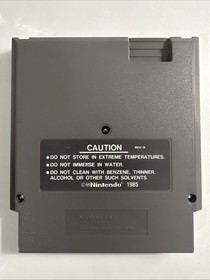 CAUTION
• DO NOT STORE IN EXTREME TEMPERATURES.
• DO NOT IMMERSE IN WATER.
• DO NOT CLEAN WITH BENZENE, THINNER,
ALCOHOL OR OTHER SUCH SOLVENTS.
©®Nintendo® 1985